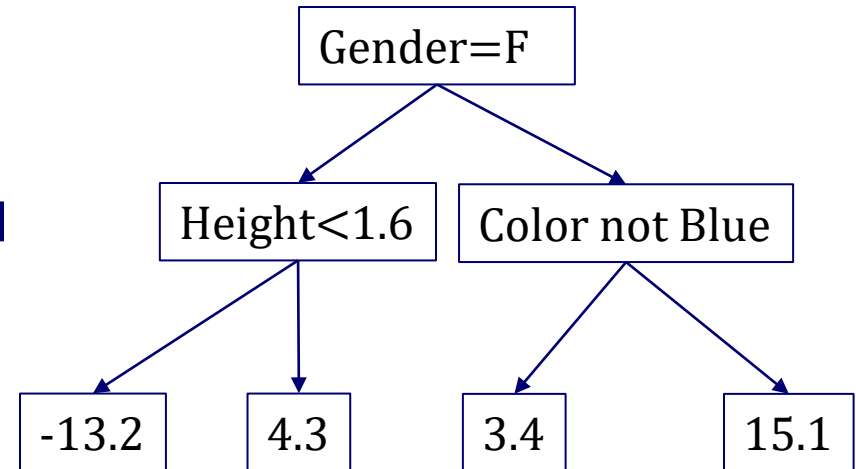 Gender=F
Height<1.6
Color not Blue
-13.2
4.3
3.4
15.1